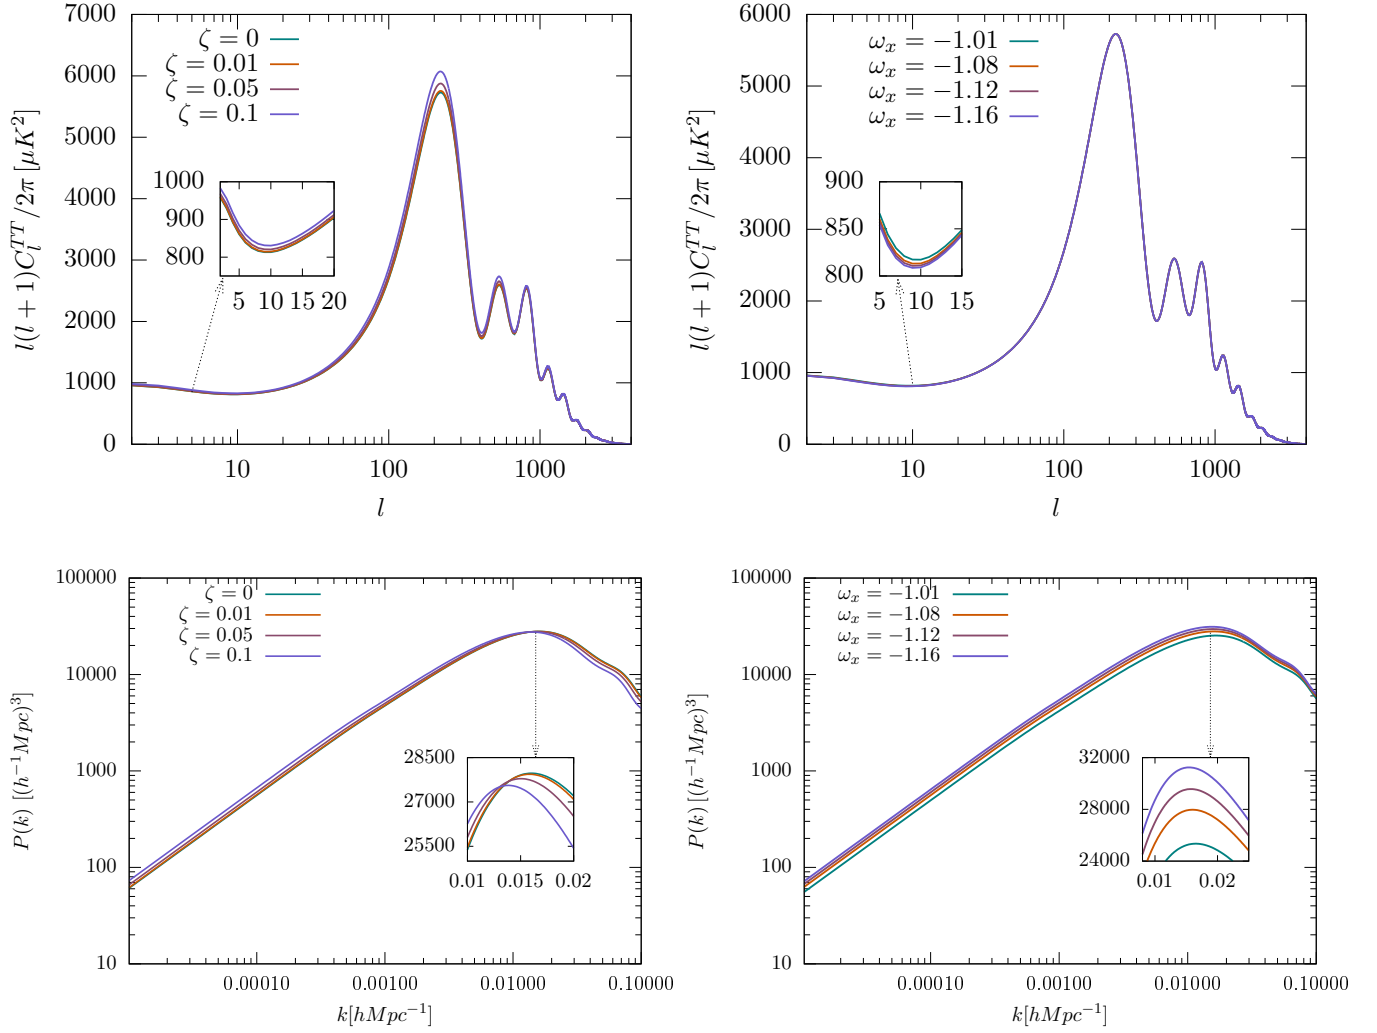 ζ = 0
ζ = 0.01
ζ = 0.05
ζ = 0.1
l(l + 1)C_l^{TT}/2π [μK^2]
7000
6000
5000
4000
3000
2000
1000
0
10 100 1000
l
1000
900
800
5 10 15 20
ω_x = −1.01
ω_x = −1.08
ω_x = −1.12
ω_x = −1.16
l(l + 1)C_l^{TT}/2π [μK^2]
6000
5000
4000
3000
2000
1000
0
10 100 1000
l
900
850
800
5 10 15
ζ = 0
ζ = 0.01
ζ = 0.05
ζ = 0.1
P(k) [(h^{−1}Mpc)^3]
100000
10000
1000
100
10
0.00010 0.00100 0.01000 0.10000
k[hMpc^{−1}]
28500
27000
25500
0.01 0.015 0.02
ω_x = −1.01
ω_x = −1.08
ω_x = −1.12
ω_x = −1.16
P(k) [(h^{−1}Mpc)^3]
100000
10000
1000
100
10
0.00010 0.00100 0.01000 0.10000
k[hMpc^{−1}]
32000
28000
24000
0.01 0.02